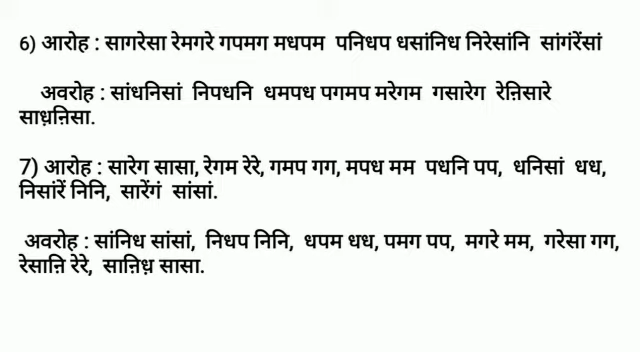 6) आरोह : सागरेसा रेमगरे गपमग मधपम पनिधप धसांनिध निरेसांनि सांगंरेंसां
अवरोह : सांधनिसां निपधनि धमपध पगमप मरेगम गसारेग रेऩिसारे
साध़ऩिसा.
7) आरोह : सारेग सासा, रेगम रेरे, गमप गग, मपध मम पधनि पप, धनिसां धध,
निसांरें निनि, सारेंगं सांसां.
अवरोह : सांनिध सांसां, निधप निनि, धपम धध, पमग पप, मगरे मम, गरेसा गग,
रेसाऩि रेरे, साऩिध़ सासा.